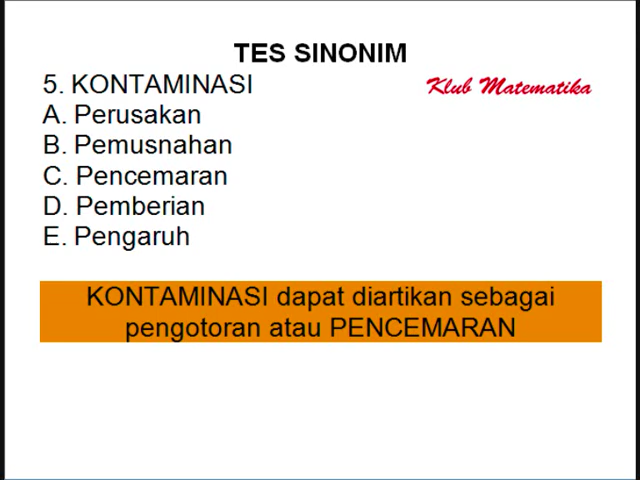 TES SINONIM
5. KONTAMINASI
Klub Matematika
A. Perusakan
B. Pemusnahan
C. Pencemaran
D. Pemberian
E. Pengaruh
KONTAMINASI dapat diartikan sebagai
pengotoran atau PENCEMARAN